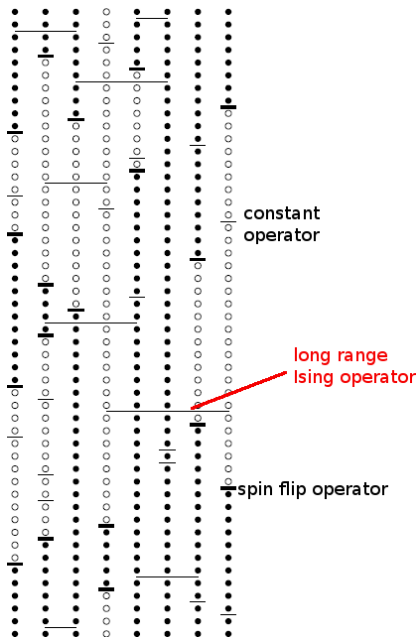 constant
operator
long range
Ising operator
spin flip operator